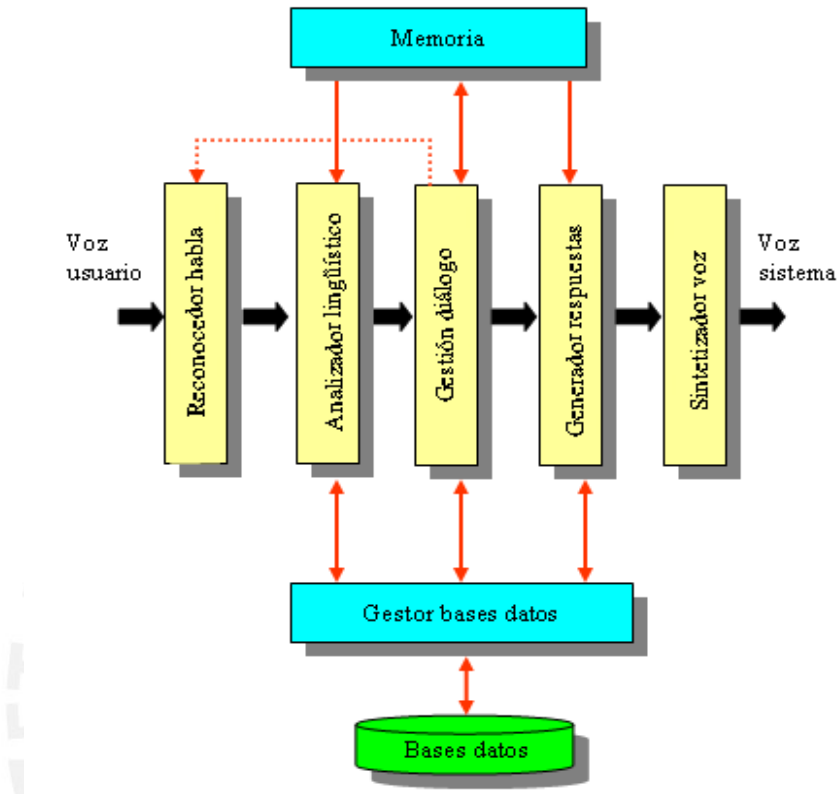 Memoria
Voz
usuario
Reconocedor habla
Analizador lingüístico
Gestión diálogo
Generador respuestas
Sintetizador voz
Voz
sistema
Gestor bases datos
Bases datos